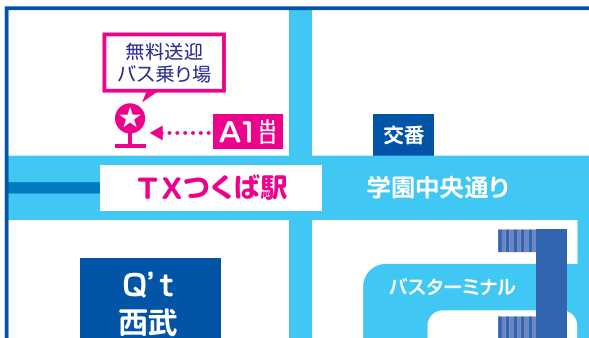 無料送迎
バス乗り場
A1出口
交番
TXつくば駅
学園中央通り
バスターミナル
Q't
西武